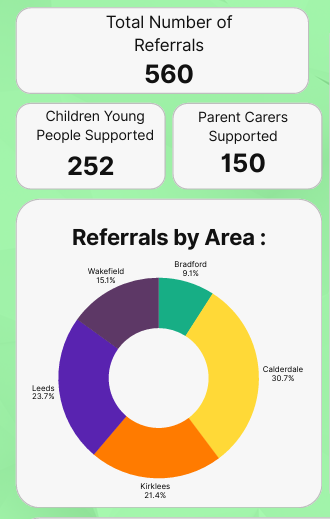 Total Number of
Referrals
560
Children Young
People Supported
252
Parent Carers
Supported
150
Referrals by Area :
Bradford
9.1%
Wakefield
15.1%
Calderdale
30.7%
Leeds
23.7%
Kirklees
21.4%